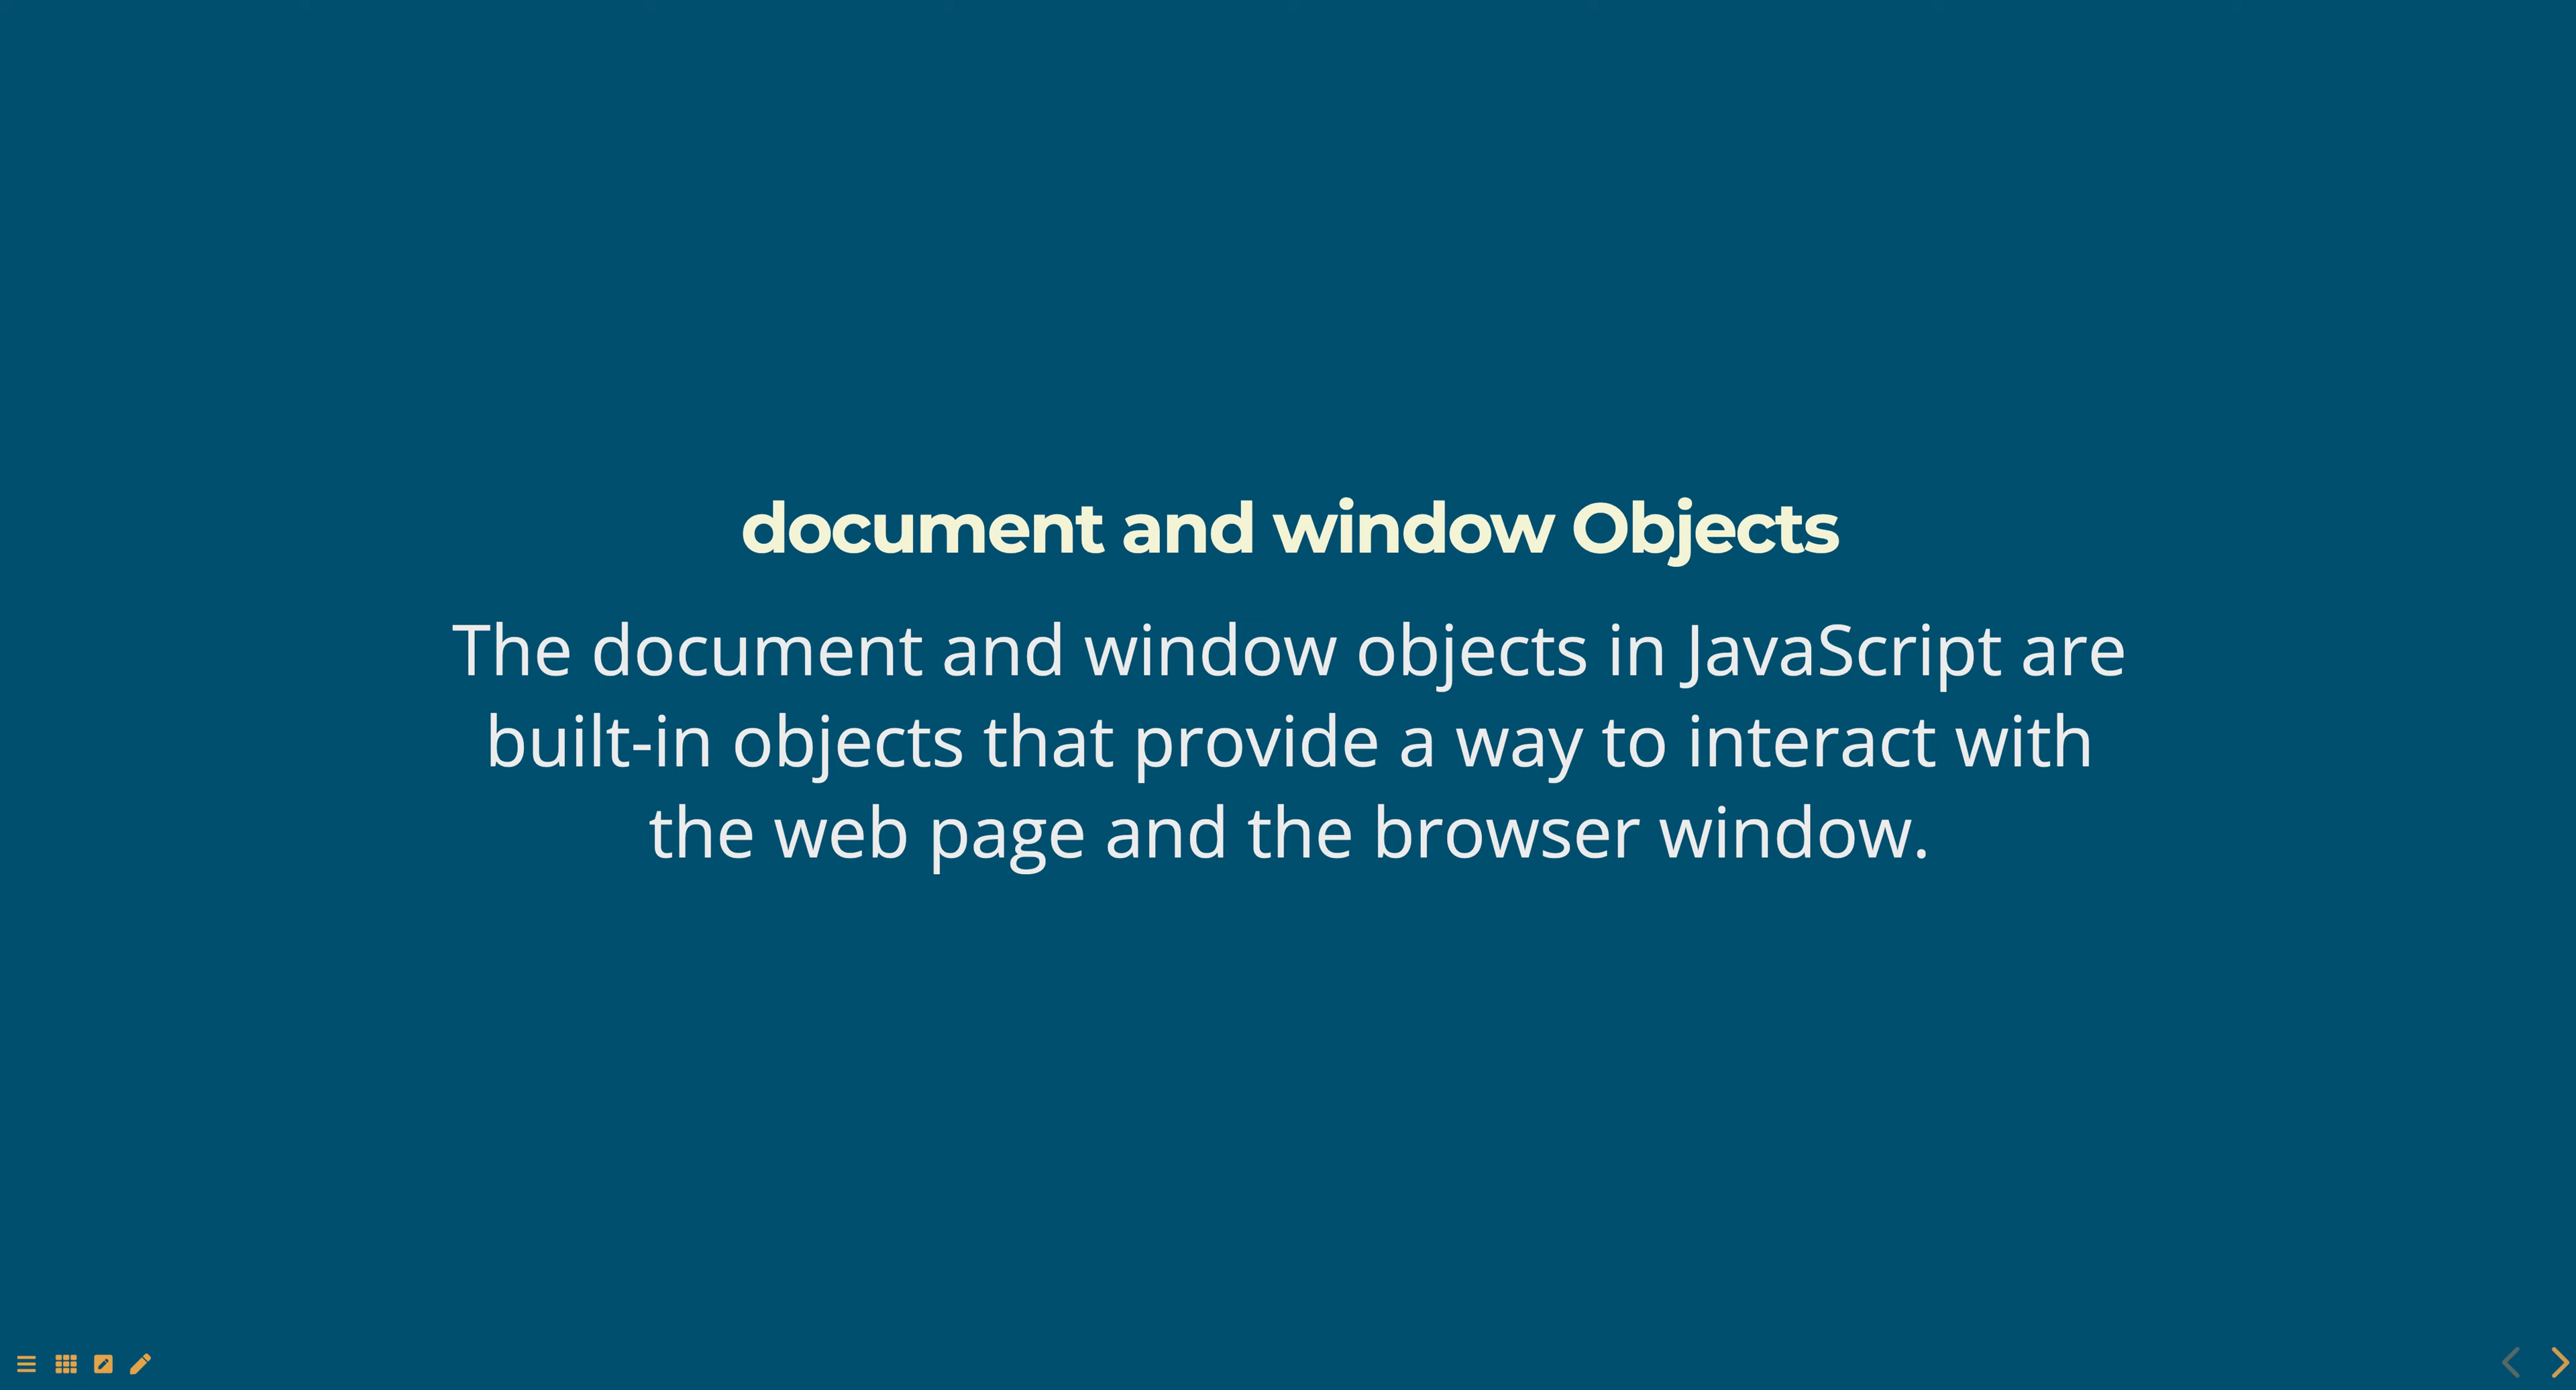 document and window Objects
The document and window objects in JavaScript are
built-in objects that provide a way to interact with
the web page and the browser window.